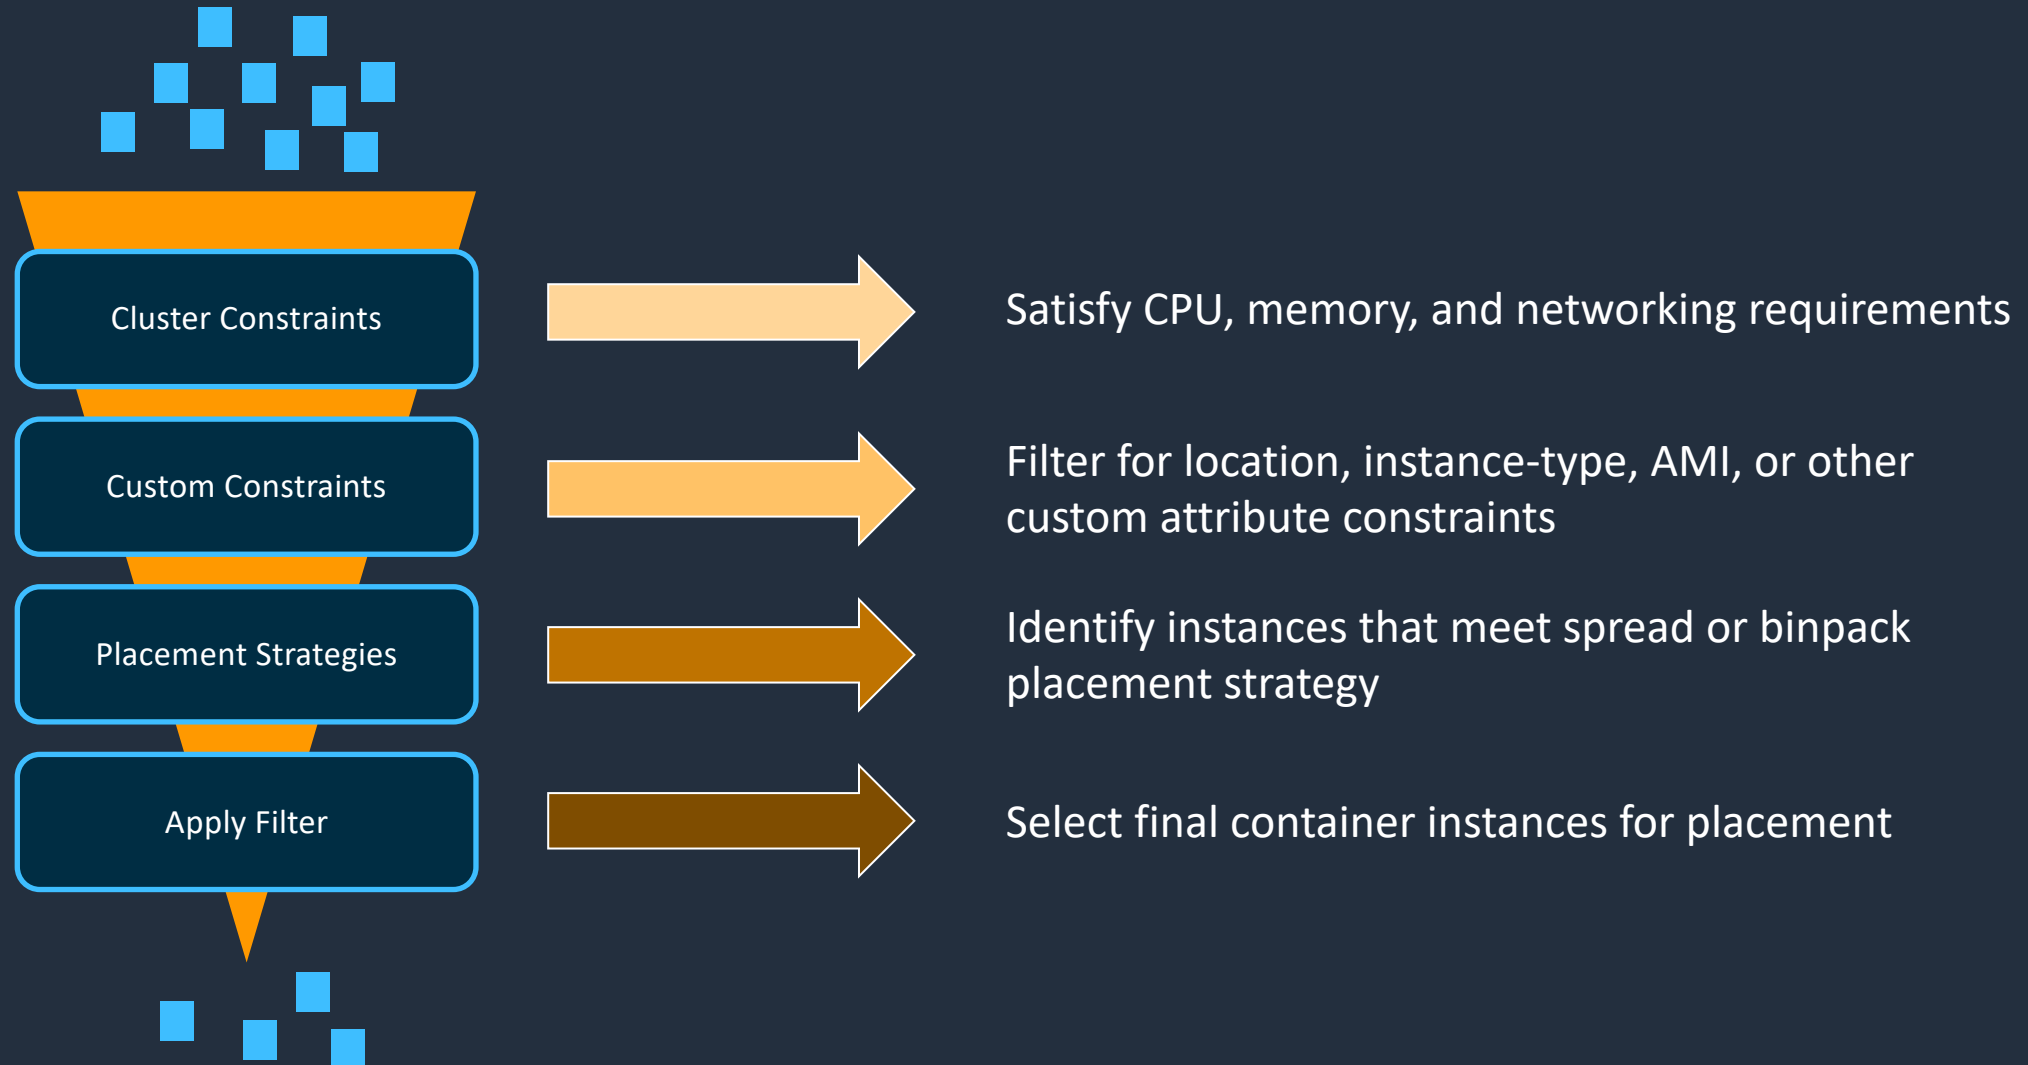 Cluster Constraints
Satisfy CPU, memory, and networking requirements
Custom Constraints
Filter for location, instance-type, AMI, or other
custom attribute constraints
Placement Strategies
Identify instances that meet spread or binpack
placement strategy
Apply Filter
Select final container instances for placement